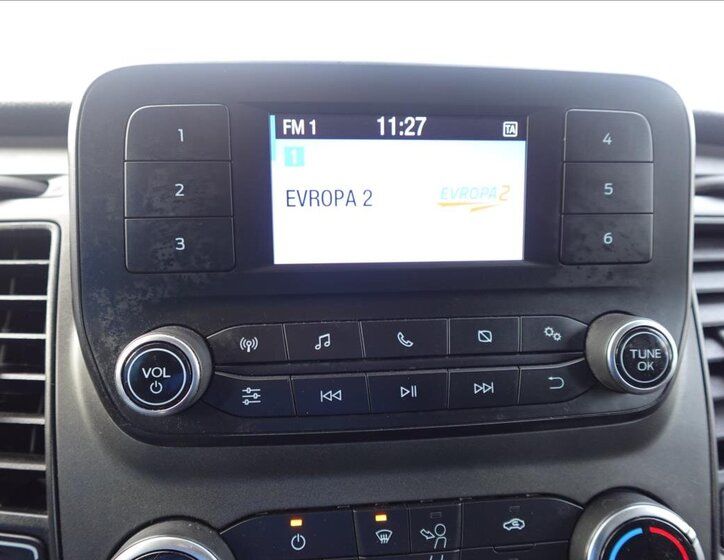 FM 1 11:27 TA
1
EVROPA 2 EVROPA 2
1 4
2 5
3 6
VOL
TUNE
OK